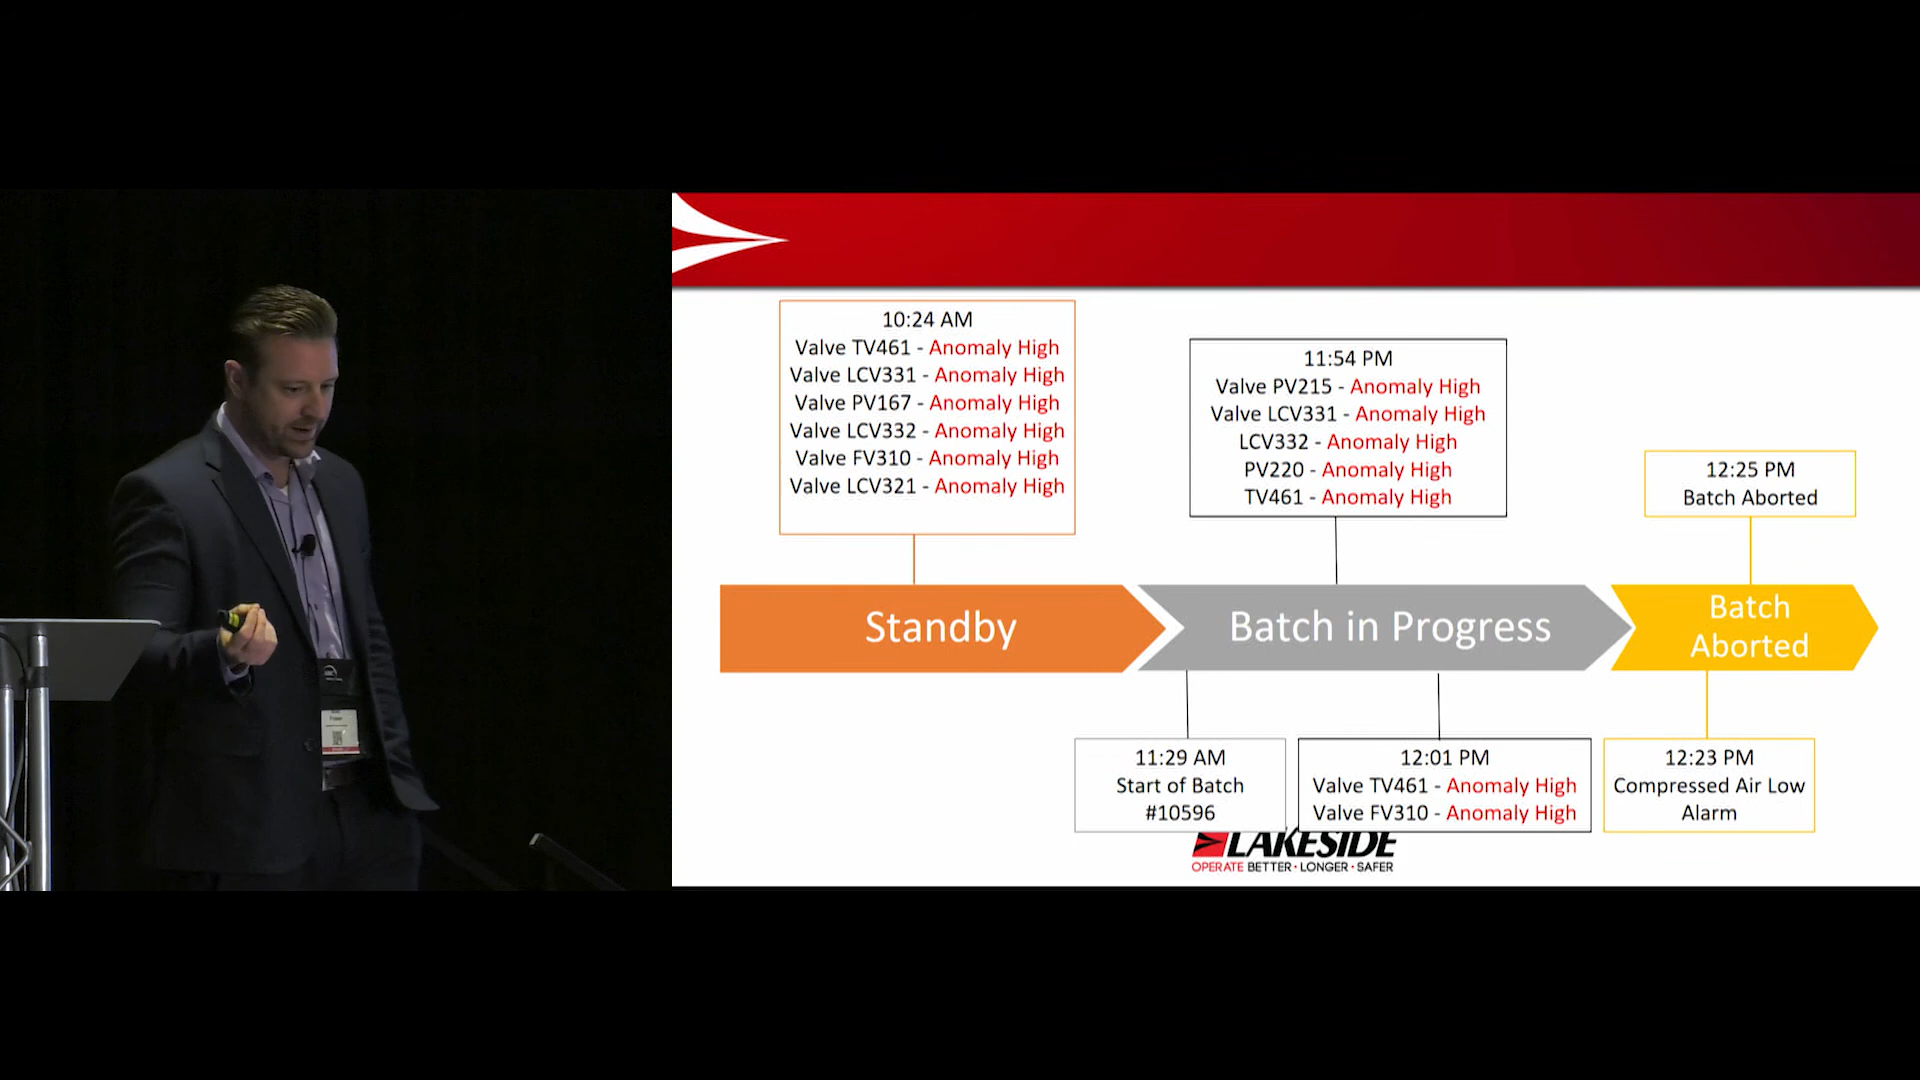 10:24 AM
Valve TV461 - Anomaly High
Valve LCV331 - Anomaly High
Valve PV167 - Anomaly High
Valve LCV332 - Anomaly High
Valve FV310 - Anomaly High
Valve LCV321 - Anomaly High
11:54 PM
Valve PV215 - Anomaly High
Valve LCV331 - Anomaly High
LCV332 - Anomaly High
PV220 - Anomaly High
TV461 - Anomaly High
12:25 PM
Batch Aborted
Standby
Batch in Progress
Batch
Aborted
11:29 AM
Start of Batch
#10596
12:01 PM
Valve TV461 - Anomaly High
Valve FV310 - Anomaly High
12:23 PM
Compressed Air Low
Alarm
LAKESIDE
OPERATE BETTER · LONGER · SAFER